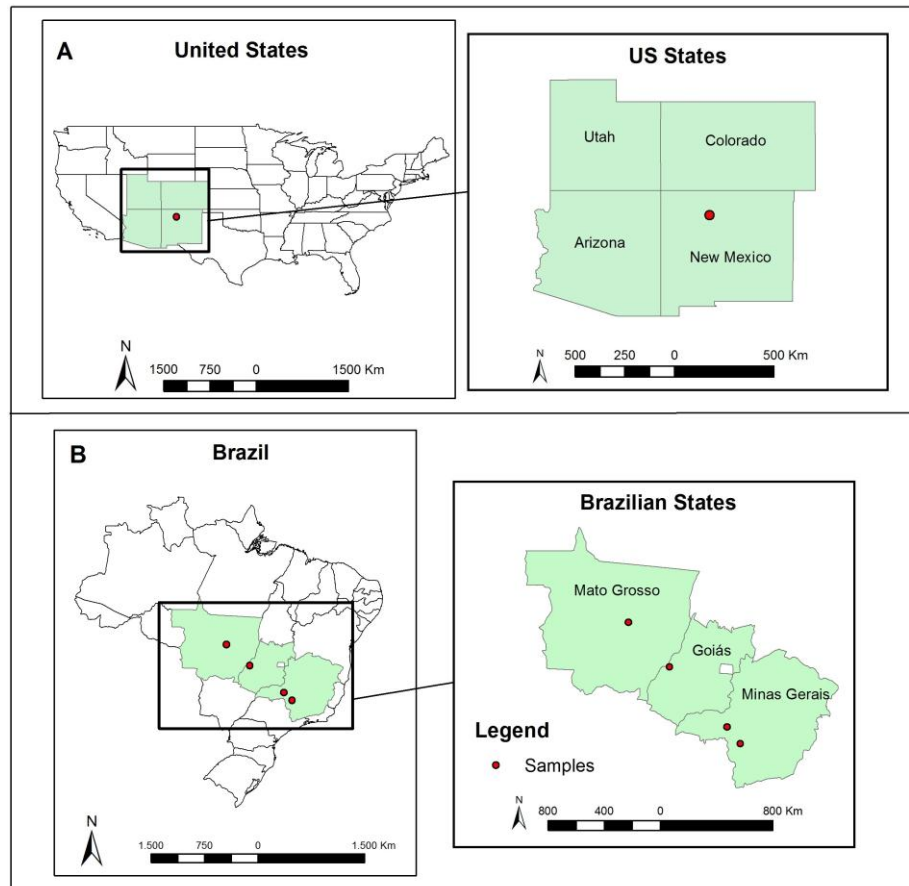 A
United States
N
1500 750 0 1500 Km
US States
Utah
Colorado
Arizona
New Mexico
N
500 250 0 500 Km
B
Brazil
N
1.500 750 0 1.500 Km
Brazilian States
Mato Grosso
Goiás
Minas Gerais
Legend
Samples
N
800 400 0 800 Km